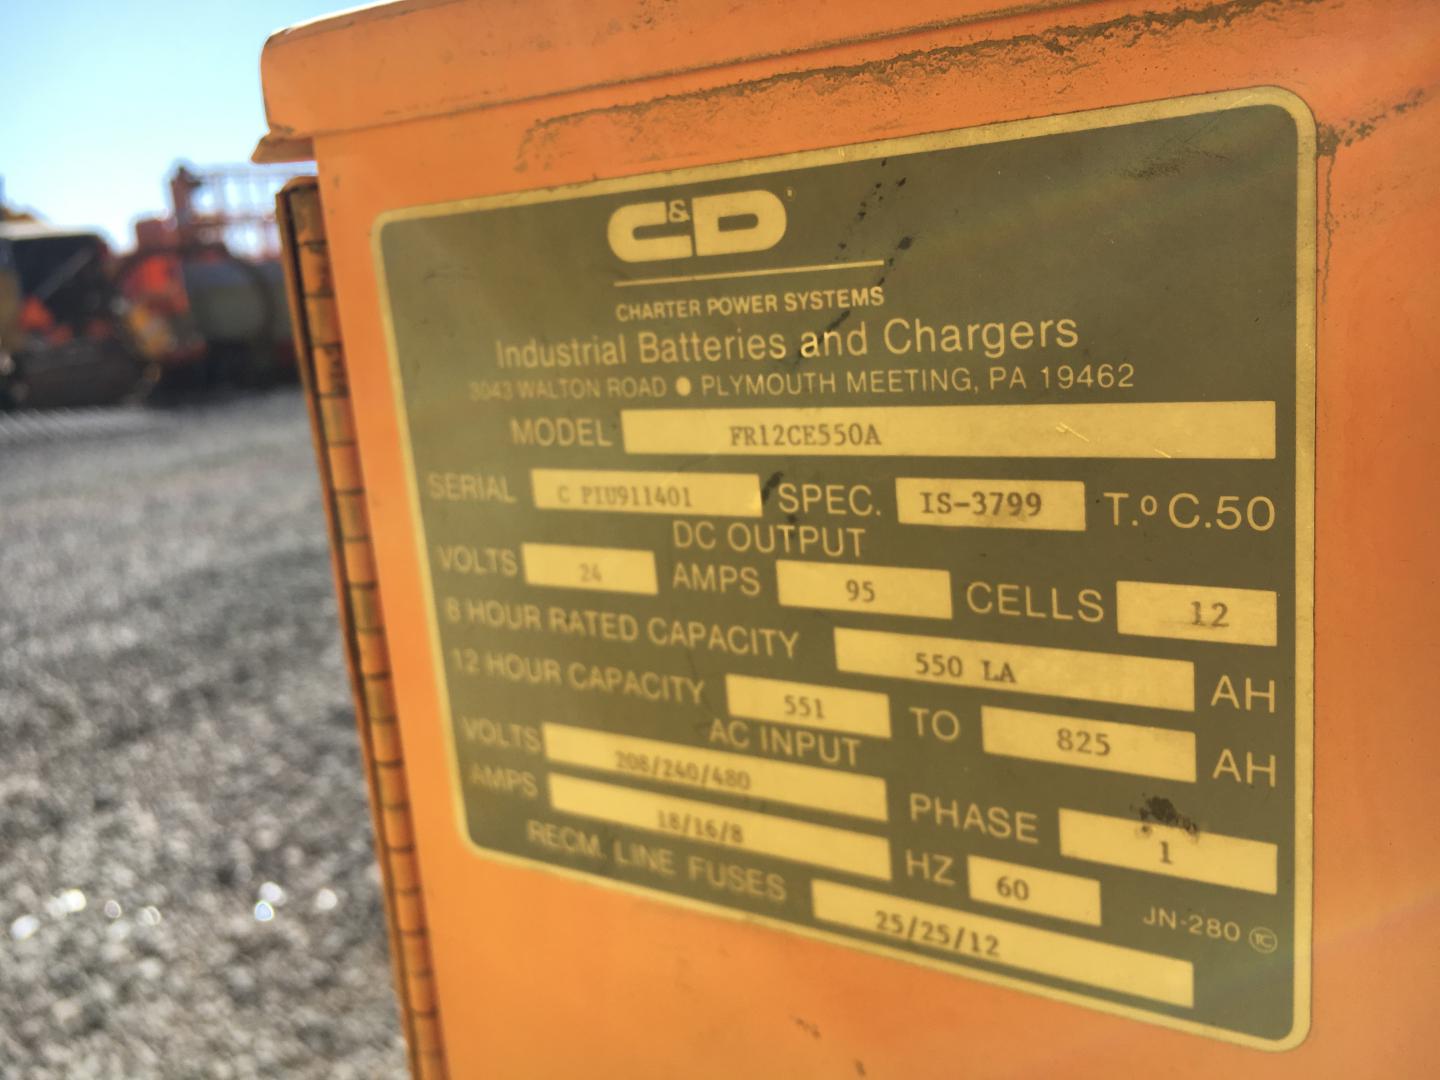 C&D
CHARTER POWER SYSTEMS
Industrial Batteries and Chargers
3043 WALTON ROAD ● PLYMOUTH MEETING, PA 19462
MODEL FR12CE550A
SERIAL C PIU911401 SPEC. IS-3799 T.º C.50
DC OUTPUT
VOLTS 24 AMPS 95 CELLS 12
8 HOUR RATED CAPACITY 550 LA AH
12 HOUR CAPACITY 551 TO 825 AH
AC INPUT
VOLTS 208/240/480 PHASE 1
AMPS 18/16/8 HZ 60
RECM. LINE FUSES 25/25/12 JN-280 TC